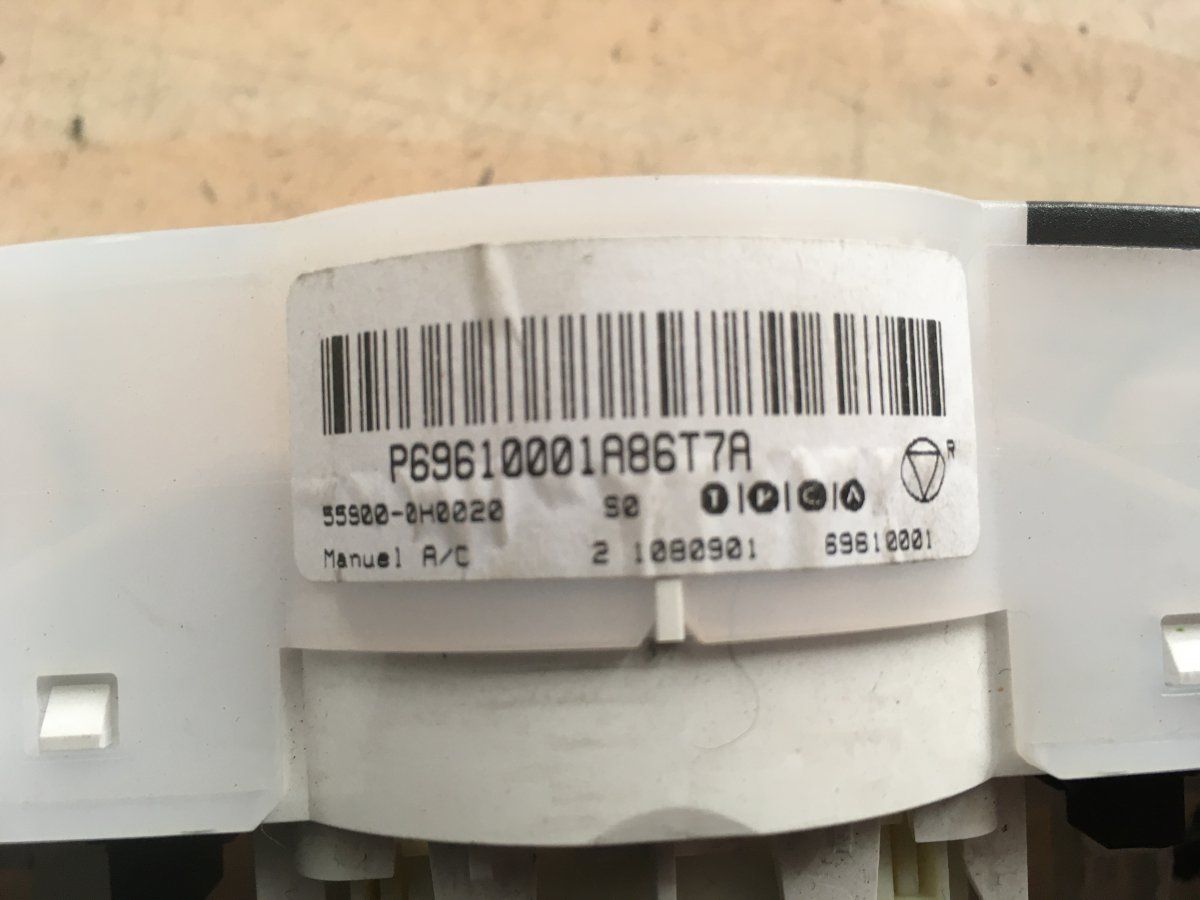 P69610001A86T7A
R
55900-0H0020 S0 T|P|C|A
Manuel A/C 2 1080901 69610001